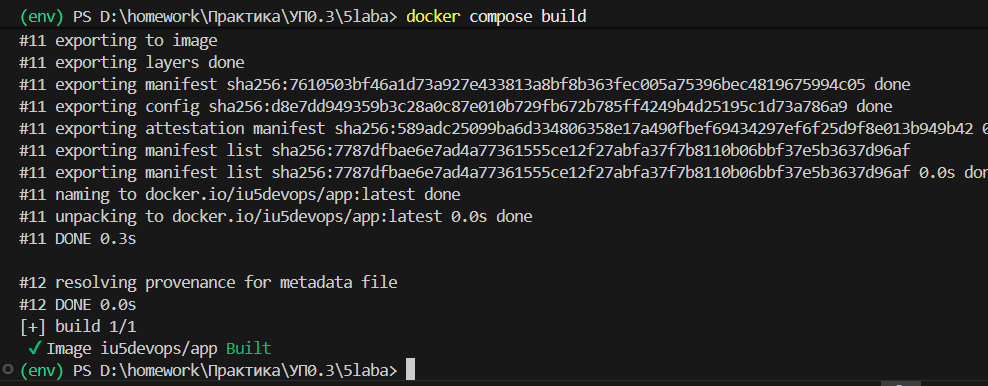 (env) PS D:\homework\Практика\УП0.3\5laba> docker compose build
#11 exporting to image
#11 exporting layers done
#11 exporting manifest sha256:7610503bf46a1d73a927e433813a8bf8b363fec005a75396bec4819675994c05 done
#11 exporting config sha256:d8e7dd949359b3c28a0c87e010b729fb672b785ff4249b4d25195c1d73a786a9 done
#11 exporting attestation manifest sha256:589adc25099ba6d334806358e17a490fbef69434297ef6f25d9f8e013b949b42 0
#11 exporting manifest list sha256:7787dfbae6e7ad4a77361555ce12f27abfa37f7b8110b06bbf37e5b3637d96af
#11 exporting manifest list sha256:7787dfbae6e7ad4a77361555ce12f27abfa37f7b8110b06bbf37e5b3637d96af 0.0s don
#11 naming to docker.io/iu5devops/app:latest done
#11 unpacking to docker.io/iu5devops/app:latest 0.0s done
#11 DONE 0.3s
#12 resolving provenance for metadata file
#12 DONE 0.0s
[+] build 1/1
✓ Image iu5devops/app Built
(env) PS D:\homework\Практика\УП0.3\5laba>